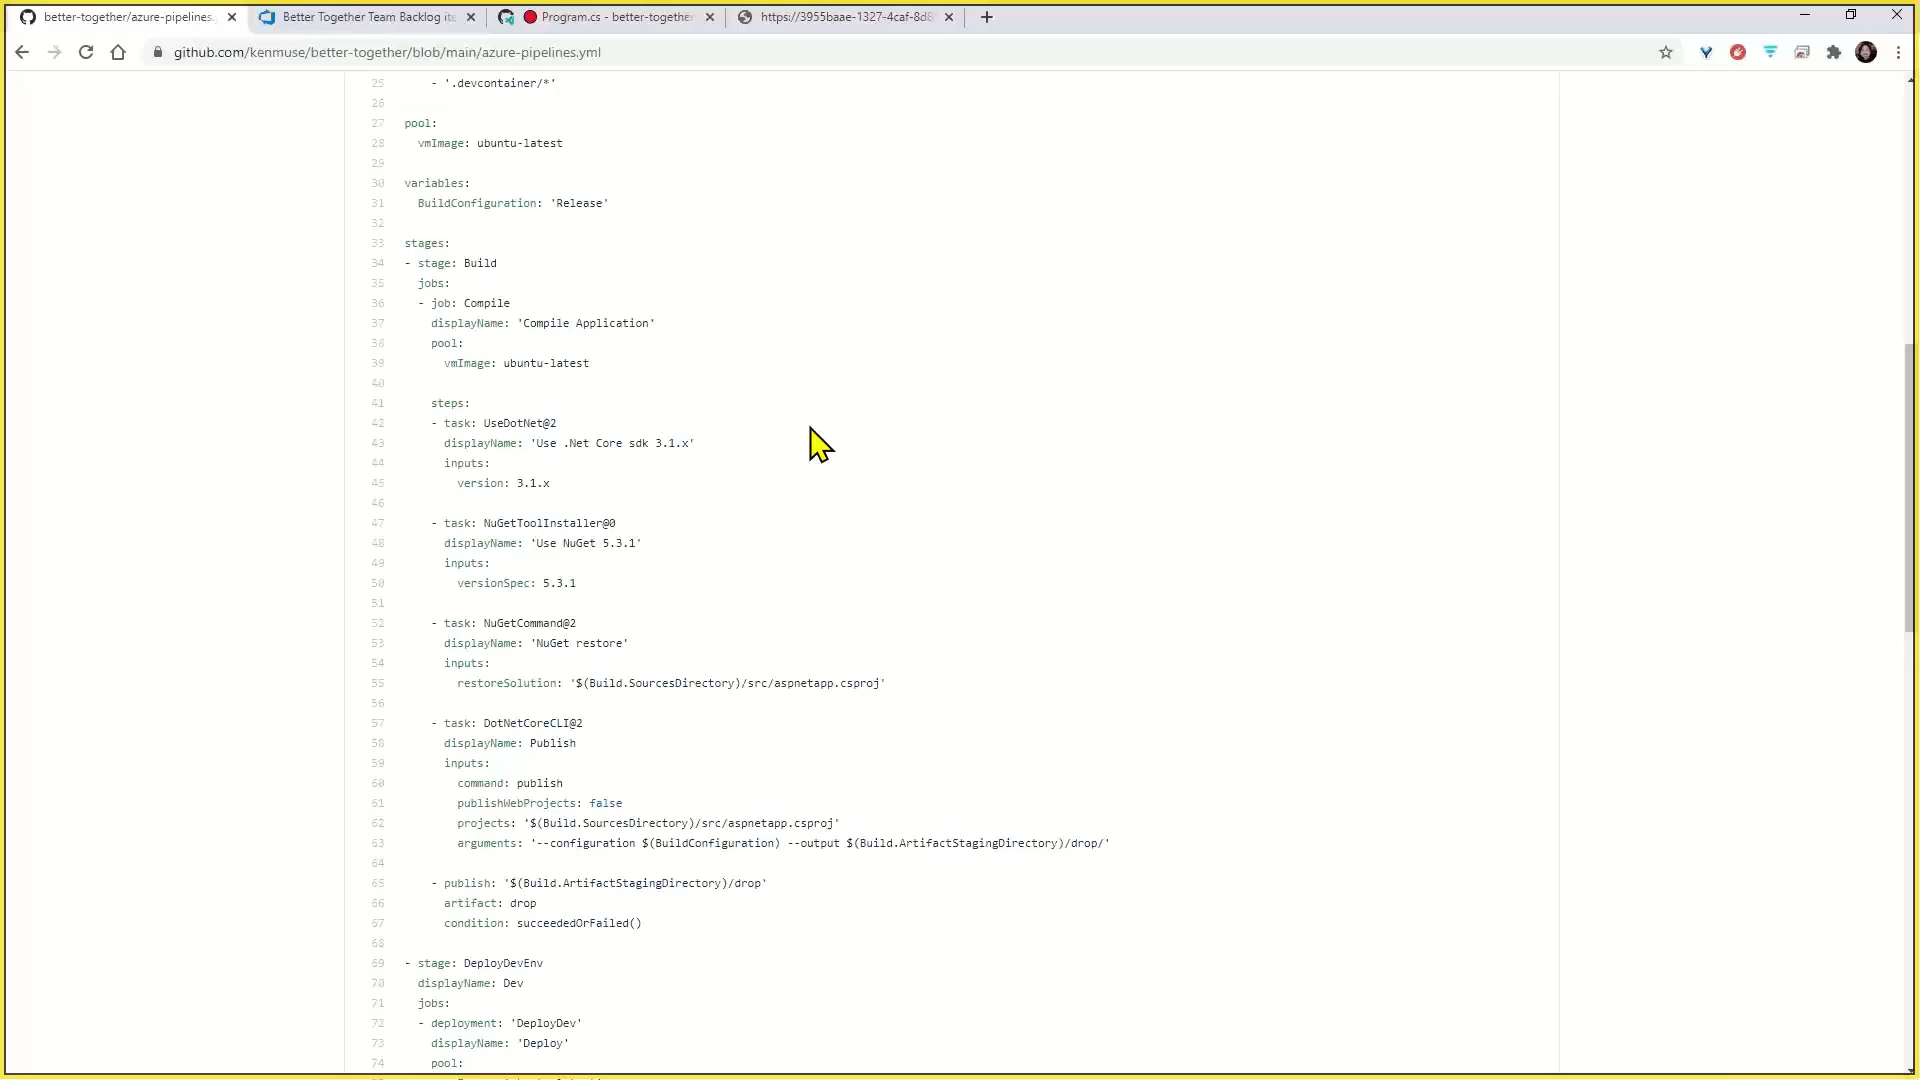 better-together/azure-pipelines.
Better Together Team Backlog ite
Program.cs - better-together
https://3955baae-1327-4caf-8d8
github.com/kenmuse/better-together/blob/main/azure-pipelines.yml
25 - '.devcontainer/*'
26
27 pool:
28 vmImage: ubuntu-latest
29
30 variables:
31 BuildConfiguration: 'Release'
32
33 stages:
34 - stage: Build
35 jobs:
36 - job: Compile
37 displayName: 'Compile Application'
38 pool:
39 vmImage: ubuntu-latest
40
41 steps:
42 - task: UseDotNet@2
43 displayName: 'Use .Net Core sdk 3.1.x'
44 inputs:
45 version: 3.1.x
46
47 - task: NuGetToolInstaller@0
48 displayName: 'Use NuGet 5.3.1'
49 inputs:
50 versionSpec: 5.3.1
51
52 - task: NuGetCommand@2
53 displayName: 'NuGet restore'
54 inputs:
55 restoreSolution: '$(Build.SourcesDirectory)/src/aspnetapp.csproj'
56
57 - task: DotNetCoreCLI@2
58 displayName: Publish
59 inputs:
60 command: publish
61 publishWebProjects: false
62 projects: '$(Build.SourcesDirectory)/src/aspnetapp.csproj'
63 arguments: '--configuration $(BuildConfiguration) --output $(Build.ArtifactStagingDirectory)/drop/'
64
65 - publish: '$(Build.ArtifactStagingDirectory)/drop'
66 artifact: drop
67 condition: succeededOrFailed()
68
69 - stage: DeployDevEnv
70 displayName: Dev
71 jobs:
72 - deployment: 'DeployDev'
73 displayName: 'Deploy'
74 pool: